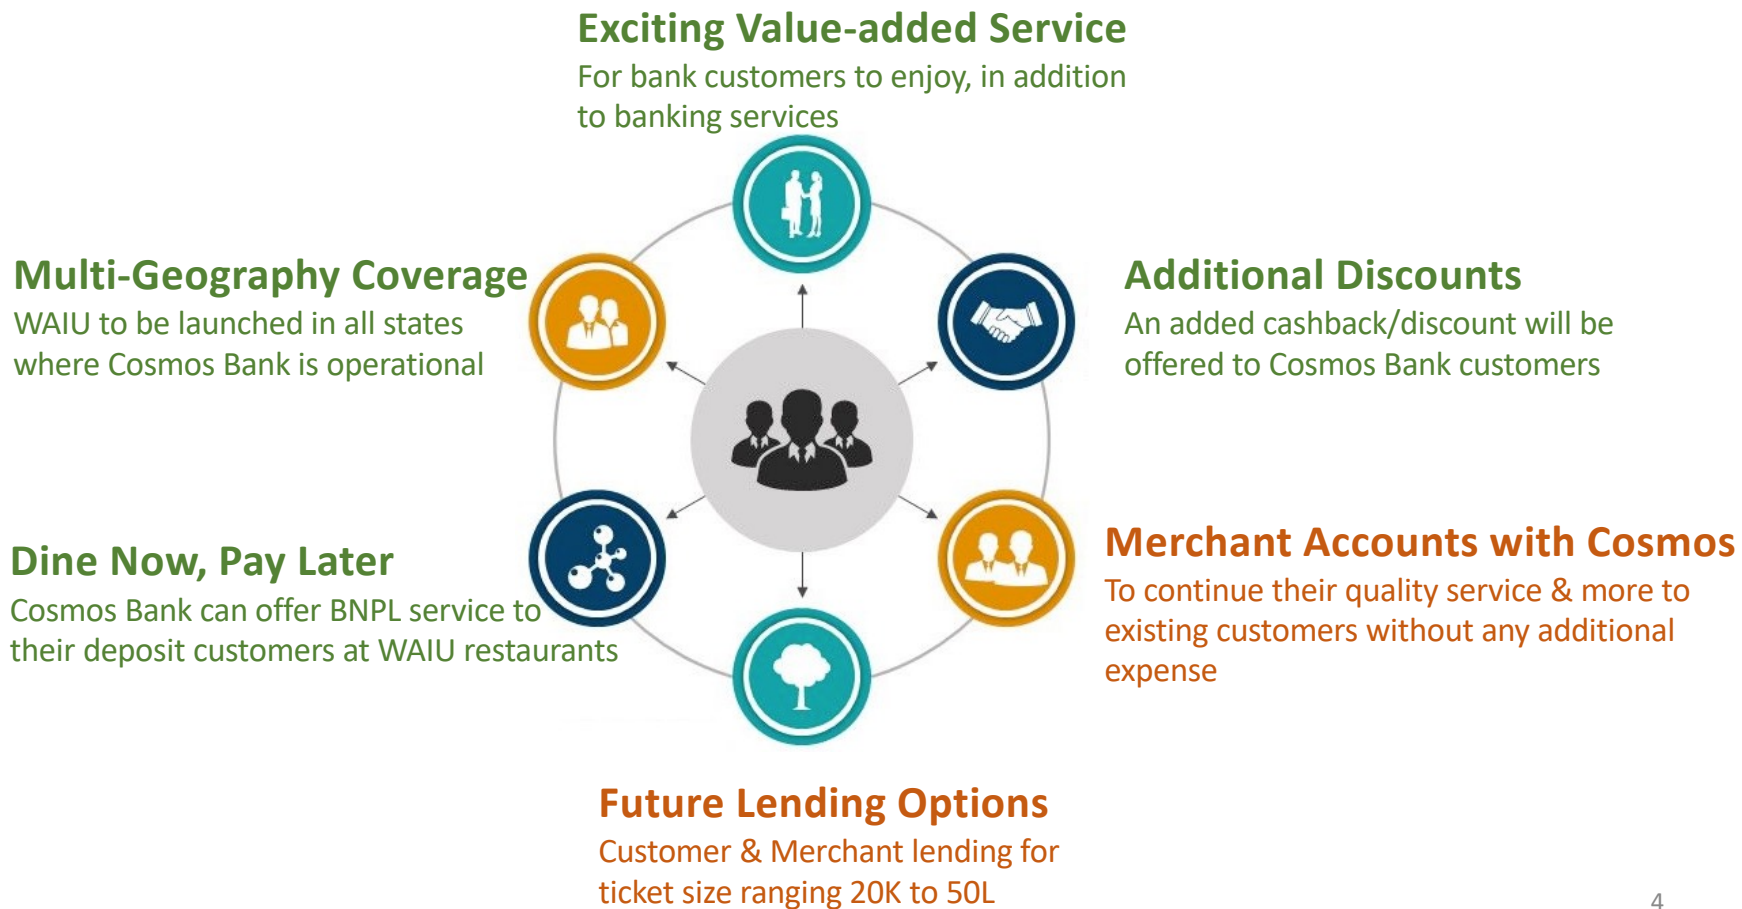 Exciting Value-added Service
For bank customers to enjoy, in addition
to banking services
Multi-Geography Coverage
WAIU to be launched in all states
where Cosmos Bank is operational
Additional Discounts
An added cashback/discount will be
offered to Cosmos Bank customers
Dine Now, Pay Later
Cosmos Bank can offer BNPL service to
their deposit customers at WAIU restaurants
Merchant Accounts with Cosmos
To continue their quality service & more to
existing customers without any additional
expense
Future Lending Options
Customer & Merchant lending for
ticket size ranging 20K to 50L
4